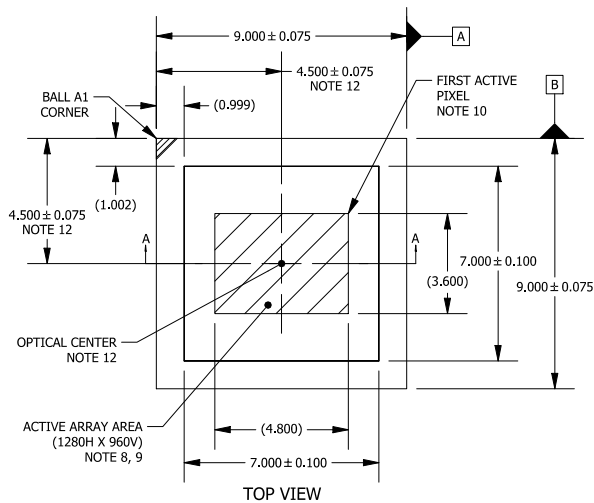 9.000 ± 0.075
A
4.500 ± 0.075
NOTE 12
FIRST ACTIVE
PIXEL
NOTE 10
BALL A1
CORNER
(0.999)
B
4.500 ± 0.075
NOTE 12
(1.002)
A
A
7.000 ± 0.100
(3.600)
9.000 ± 0.075
OPTICAL CENTER
NOTE 12
ACTIVE ARRAY AREA
(1280H X 960V)
NOTE 8, 9
(4.800)
7.000 ± 0.100
TOP VIEW